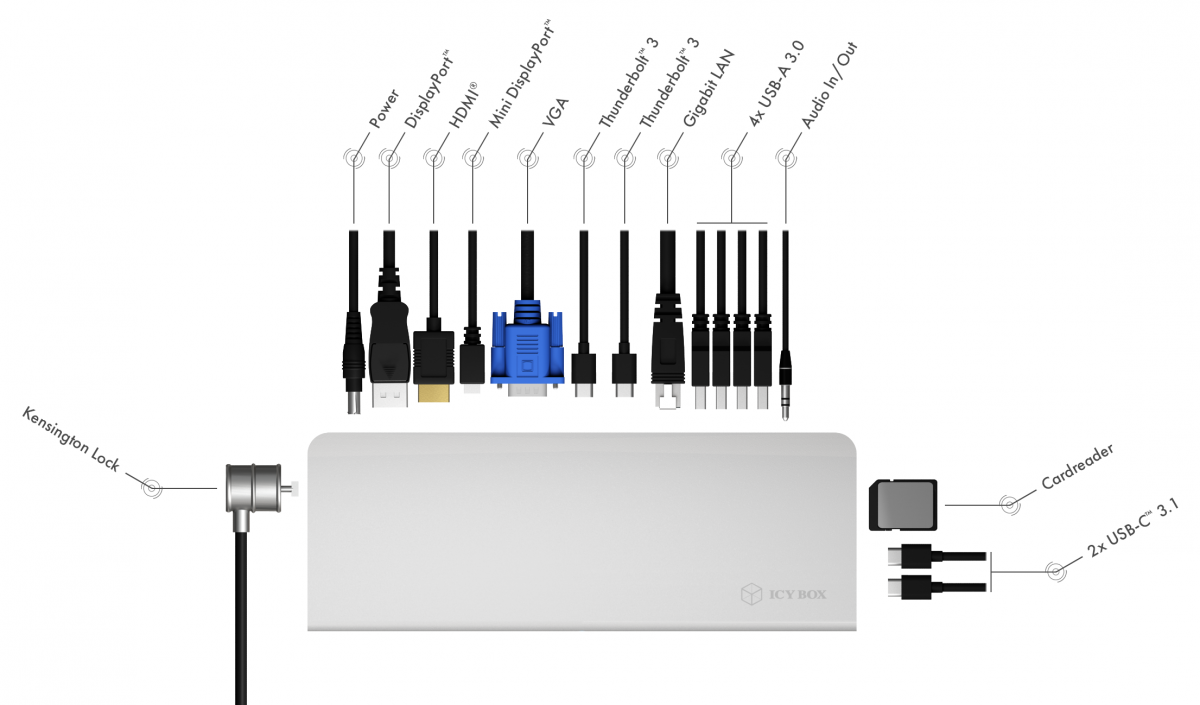 Power
DisplayPort™
HDMI®
Mini DisplayPort™
VGA
Thunderbolt™ 3
Thunderbolt™ 3
Gigabit LAN
4x USB-A 3.0
Audio In/Out
Kensington Lock
Cardreader
2x USB-C™ 3.1
ICY BOX